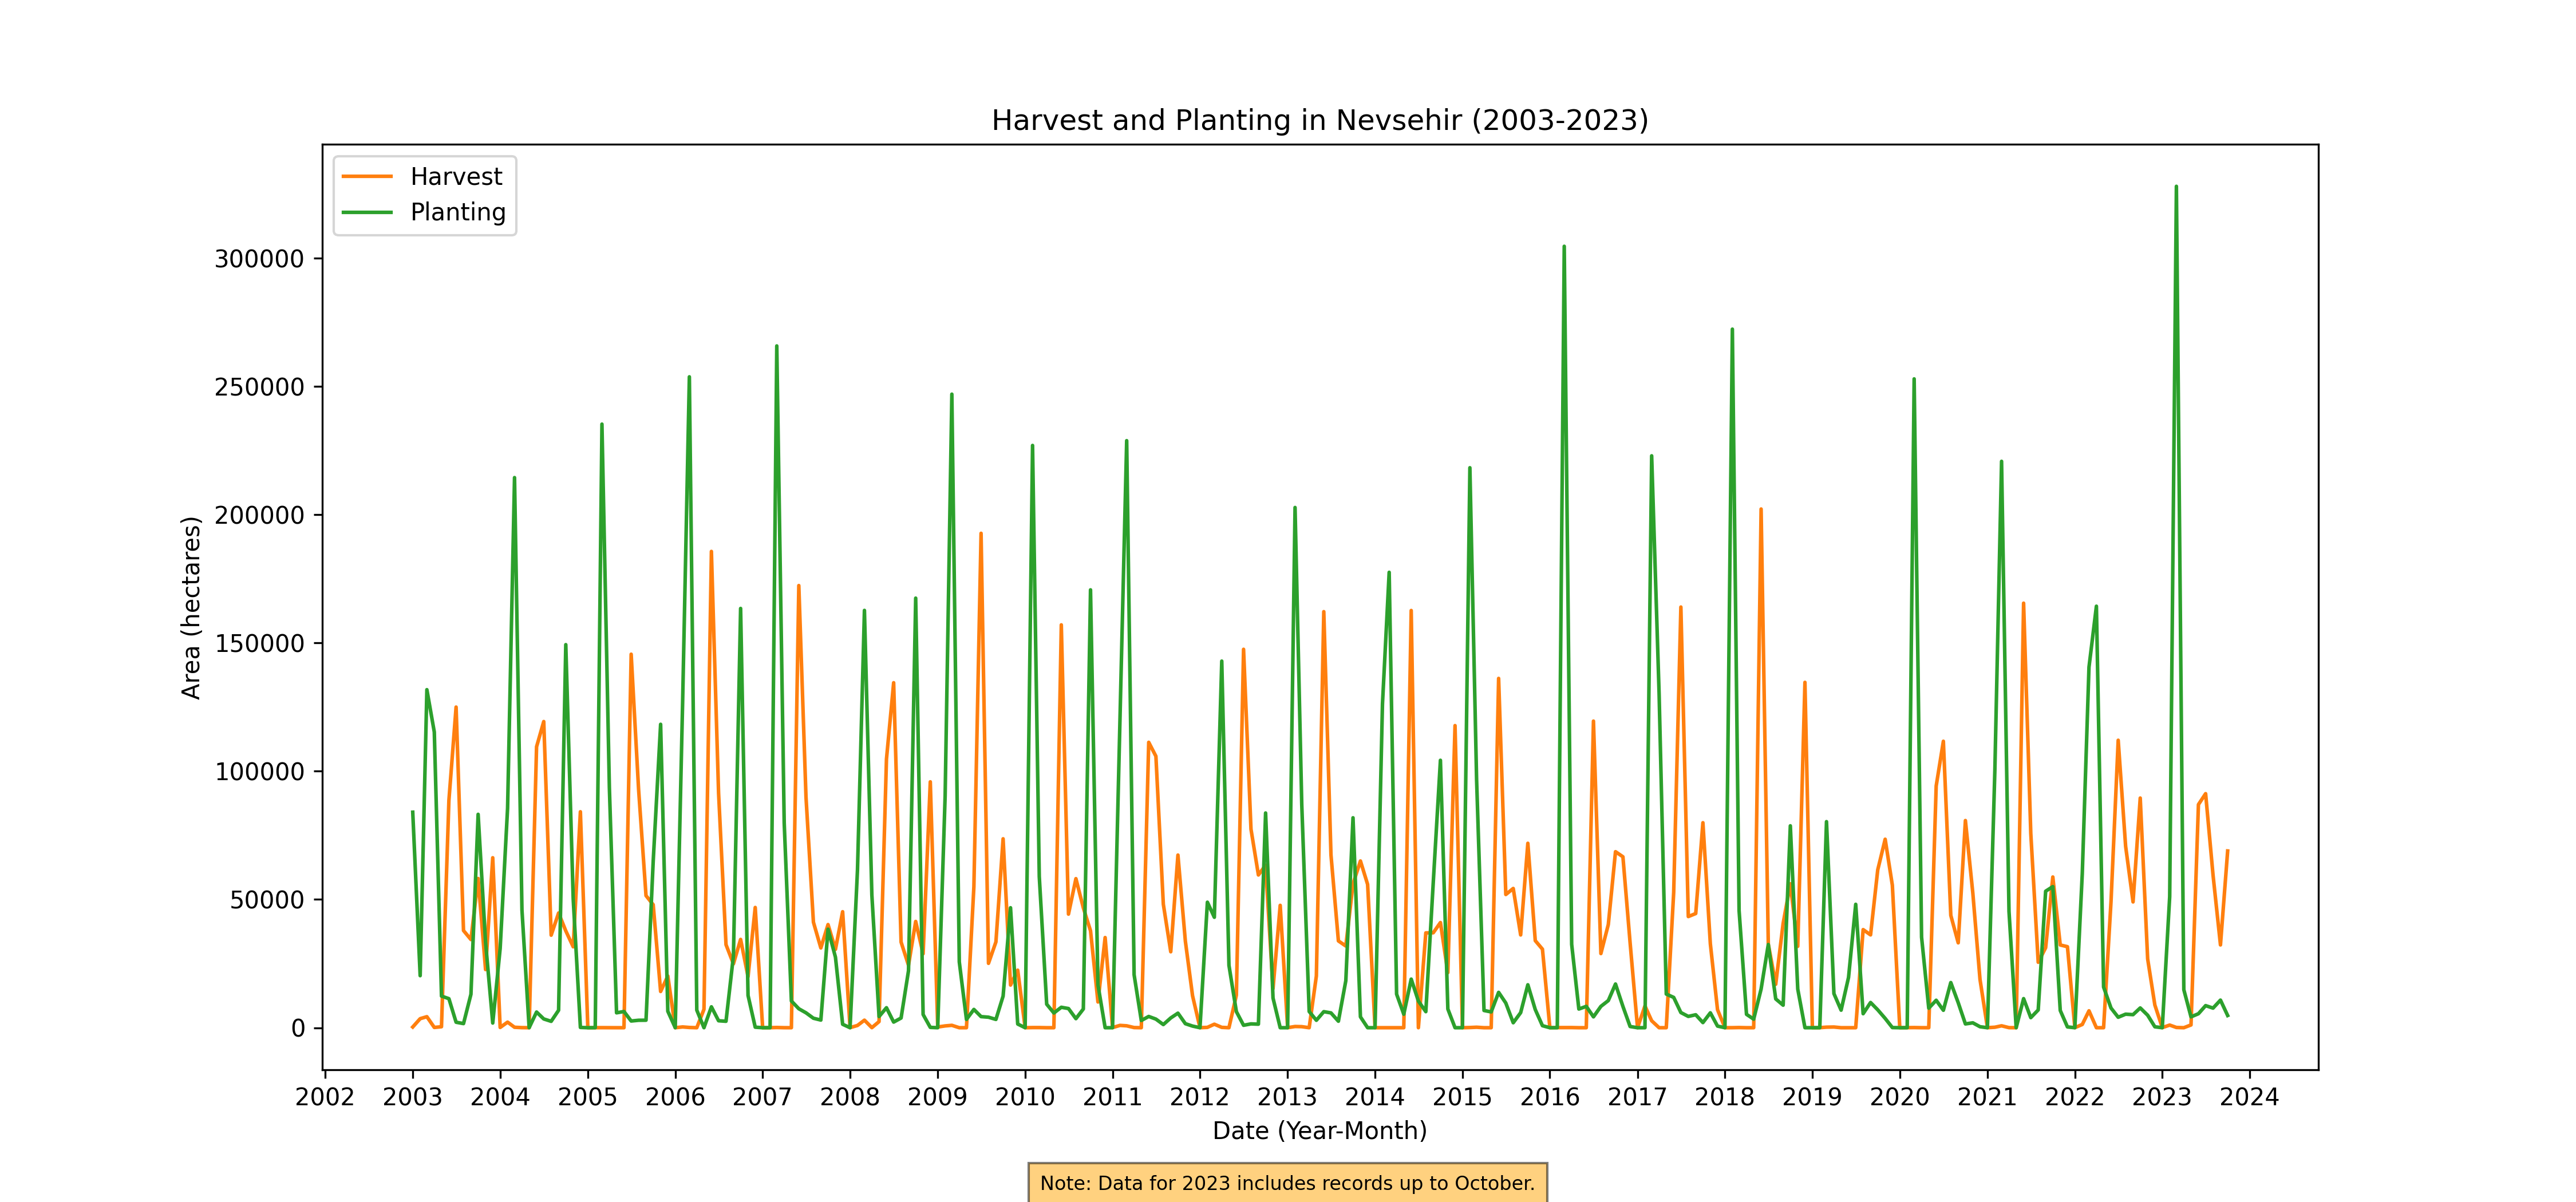 Harvest and Planting in Nevsehir (2003-2023)
Harvest
Planting
300000
250000
200000
150000
100000
50000
0
Area (hectares)
2002 2003 2004 2005 2006 2007 2008 2009 2010 2011 2012 2013 2014 2015 2016 2017 2018 2019 2020 2021 2022 2023 2024
Date (Year-Month)
Note: Data for 2023 includes records up to October.